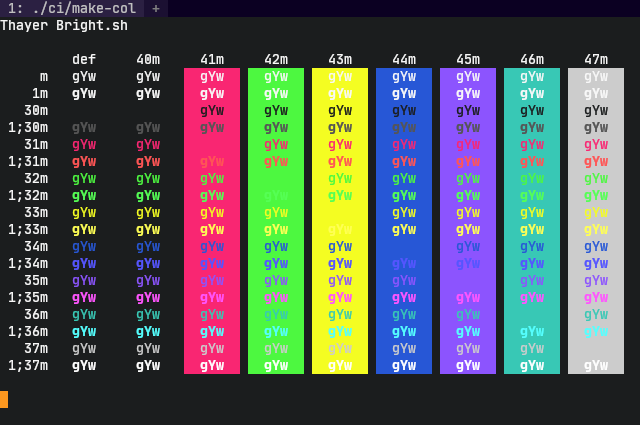 1: ./ci/make-col +
Thayer Bright.sh
def 40m 41m 42m 43m 44m 45m 46m 47m
m gYw gYw gYw gYw gYw gYw gYw gYw gYw
1m gYw gYw gYw gYw gYw gYw gYw gYw gYw
30m gYw gYw gYw gYw gYw gYw gYw
1;30m gYw gYw gYw gYw gYw gYw gYw gYw gYw
31m gYw gYw gYw gYw gYw gYw gYw gYw
1;31m gYw gYw gYw gYw gYw gYw gYw gYw gYw
32m gYw gYw gYw gYw gYw gYw gYw gYw
1;32m gYw gYw gYw gYw gYw gYw gYw gYw gYw
33m gYw gYw gYw gYw gYw gYw gYw gYw
1;33m gYw gYw gYw gYw gYw gYw gYw gYw gYw
34m gYw gYw gYw gYw gYw gYw gYw gYw
1;34m gYw gYw gYw gYw gYw gYw gYw gYw gYw
35m gYw gYw gYw gYw gYw gYw gYw gYw
1;35m gYw gYw gYw gYw gYw gYw gYw gYw gYw
36m gYw gYw gYw gYw gYw gYw gYw gYw
1;36m gYw gYw gYw gYw gYw gYw gYw gYw gYw
37m gYw gYw gYw gYw gYw gYw gYw gYw
1;37m gYw gYw gYw gYw gYw gYw gYw gYw gYw